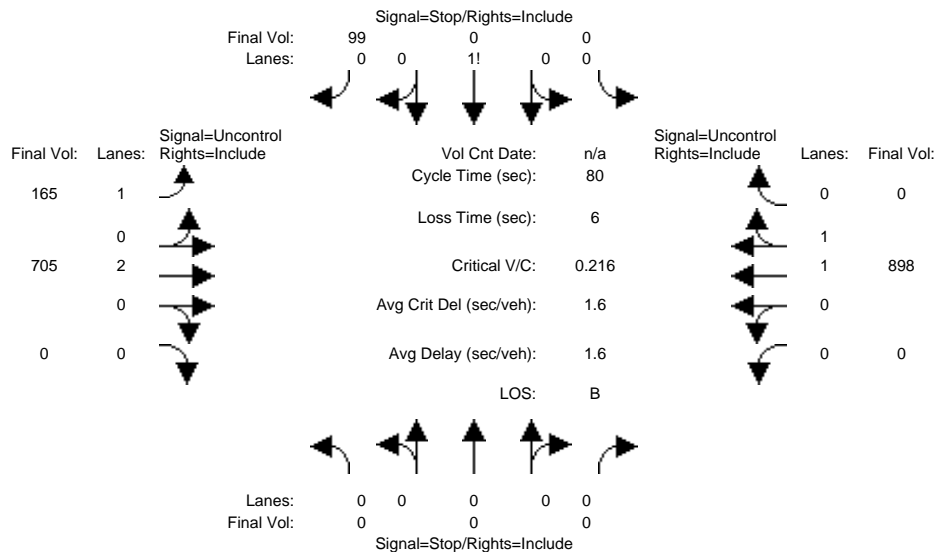 Signal=Stop/Rights=Include
Final Vol: 99 0 0
Lanes: 0 0 1! 0 0
Signal=Uncontrol Signal=Uncontrol
Final Vol: Lanes: Rights=Include Vol Cnt Date: n/a Rights=Include Lanes: Final Vol:
Cycle Time (sec): 80
165 1 0 0
Loss Time (sec): 6
0 1
705 2 Critical V/C: 0.216 1 898
0 Avg Crit Del (sec/veh): 1.6 0
0 0 Avg Delay (sec/veh): 1.6 0 0
LOS: B
Lanes: 0 0 0 0 0
Final Vol: 0 0 0
Signal=Stop/Rights=Include